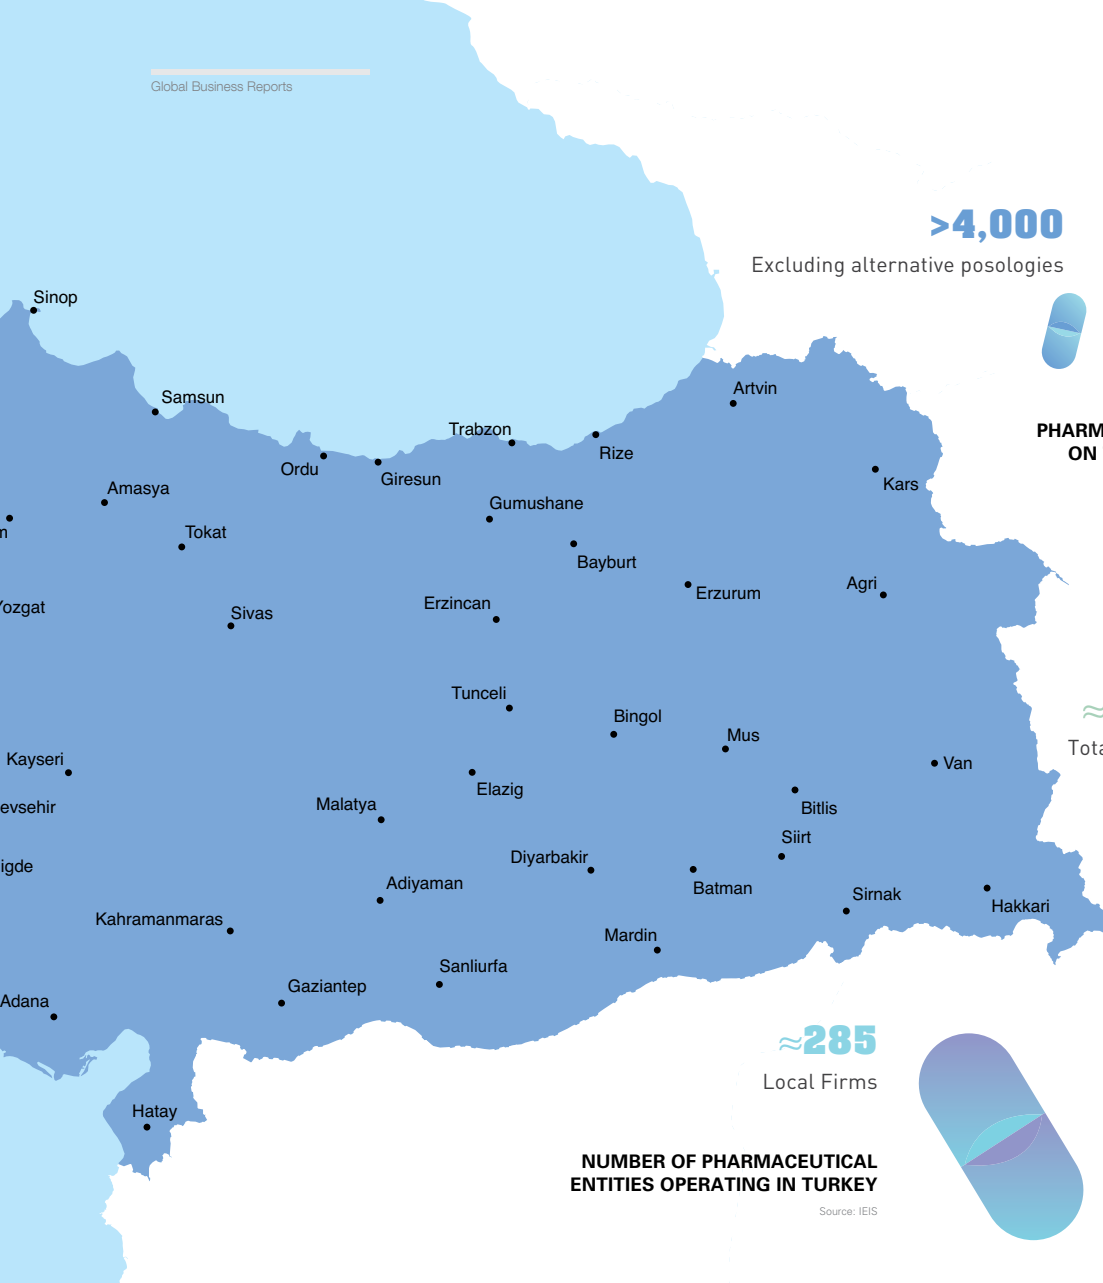 Global Business Reports
>4,000
Excluding alternative posologies
Sinop
Artvin
Samsun
Trabzon
PHARM
Rize
ON
Ordu
Giresun
Kars
Amasya
Gumushane
Tokat
Bayburt
Agri
Erzurum
Erzincan
Yozgat
Sivas
Tunceli
≈
Bingol
Mus
Tota
Kayseri
Van
Elazig
Malatya
evsehir
Bitlis
Siirt
Diyarbakir
igde
Adiyaman
Batman
Sirnak
Hakkari
Kahramanmaras
Mardin
Sanliurfa
Gaziantep
Adana
≈285
Local Firms
Hatay
NUMBER OF PHARMACEUTICAL
ENTITIES OPERATING IN TURKEY
Source: IEIS